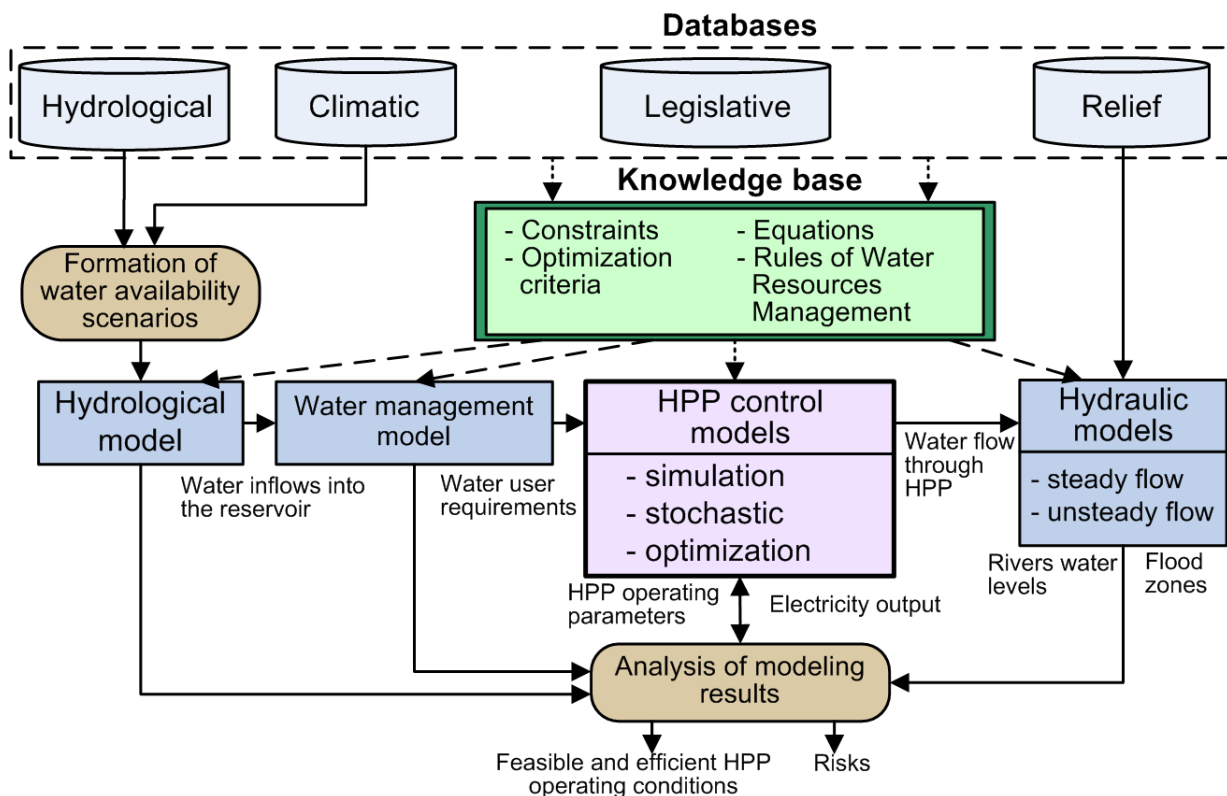 Databases
Hydrological
Climatic
Legislative
Relief
Knowledge base
- Constraints
- Optimization
criteria
- Equations
- Rules of Water
Resources
Management
Formation of
water availability
scenarios
Hydrological
model
Water management
model
HPP control
models
- simulation
- stochastic
- optimization
Hydraulic
models
- steady flow
- unsteady flow
Water inflows into
the reservoir
Water user
requirements
Water flow
through
HPP
HPP operating
parameters
Electricity output
Rivers water
levels
Flood
zones
Analysis of modeling
results
Feasible and efficient HPP
operating conditions
Risks